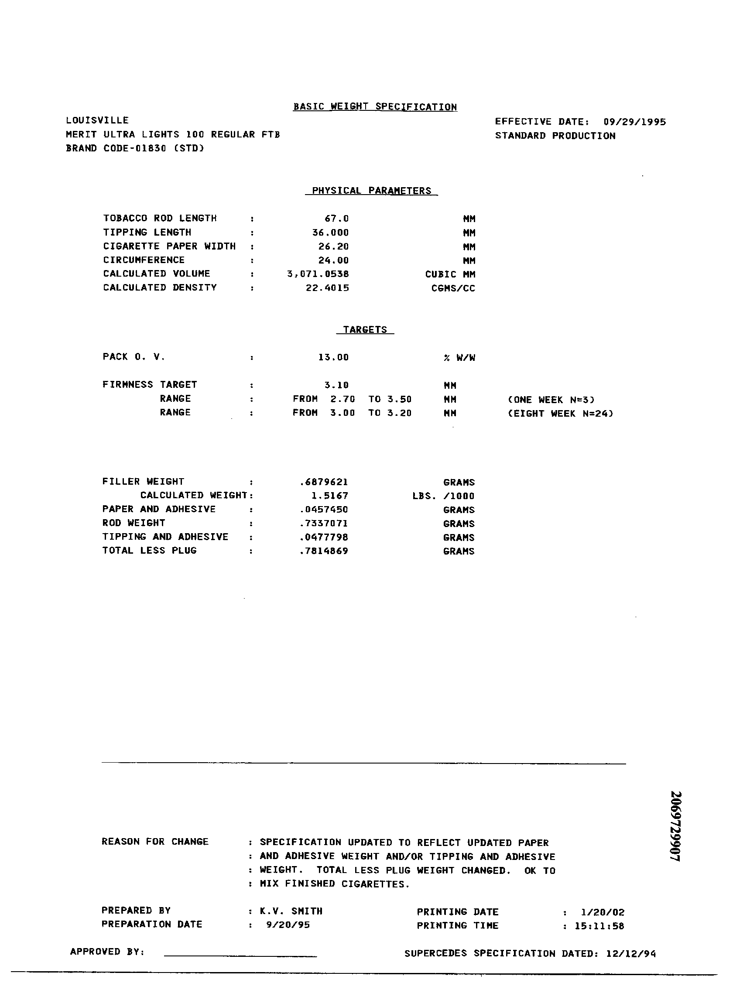 BASIC WEIGHT SPECIFICATION
LOUISVILLE EFFECTIVE DATE: 09/29/1995
MERIT ULTRA LIGHTS 100 REGULAR FTB STANDARD PRODUCTION
BRAND CODE-01830 (STD)
PHYSICAL PARAMETERS
TOBACCO ROD LENGTH : 67.0 MM
TIPPING LENGTH : 36.000 MM
CIGARETTE PAPER WIDTH : 26.20 MM
CIRCUMFERENCE : 24.00 MM
CALCULATED VOLUME : 3,071.0538 CUBIC MM
CALCULATED DENSITY : 22.4015 CGMS/CC
TARGETS
PACK O. V. : 13.00 % W/W
FIRMNESS TARGET : 3.10 MM
RANGE : FROM 2.70 TO 3.50 MM (ONE WEEK N=3)
RANGE : FROM 3.00 TO 3.20 MM (EIGHT WEEK N=24)
FILLER WEIGHT : .6879621 GRAMS
CALCULATED WEIGHT: 1.5167 LBS. /1000
PAPER AND ADHESIVE : .0457450 GRAMS
ROD WEIGHT : .7337071 GRAMS
TIPPING AND ADHESIVE : .0477798 GRAMS
TOTAL LESS PLUG : .7814869 GRAMS
2069729907
REASON FOR CHANGE : SPECIFICATION UPDATED TO REFLECT UPDATED PAPER
: AND ADHESIVE WEIGHT AND/OR TIPPING AND ADHESIVE
: WEIGHT. TOTAL LESS PLUG WEIGHT CHANGED. OK TO
: MIX FINISHED CIGARETTES.
PREPARED BY : K.V. SMITH PRINTING DATE : 1/20/02
PREPARATION DATE : 9/20/95 PRINTING TIME : 15:11:58
APPROVED BY: SUPERCEDES SPECIFICATION DATED: 12/12/94